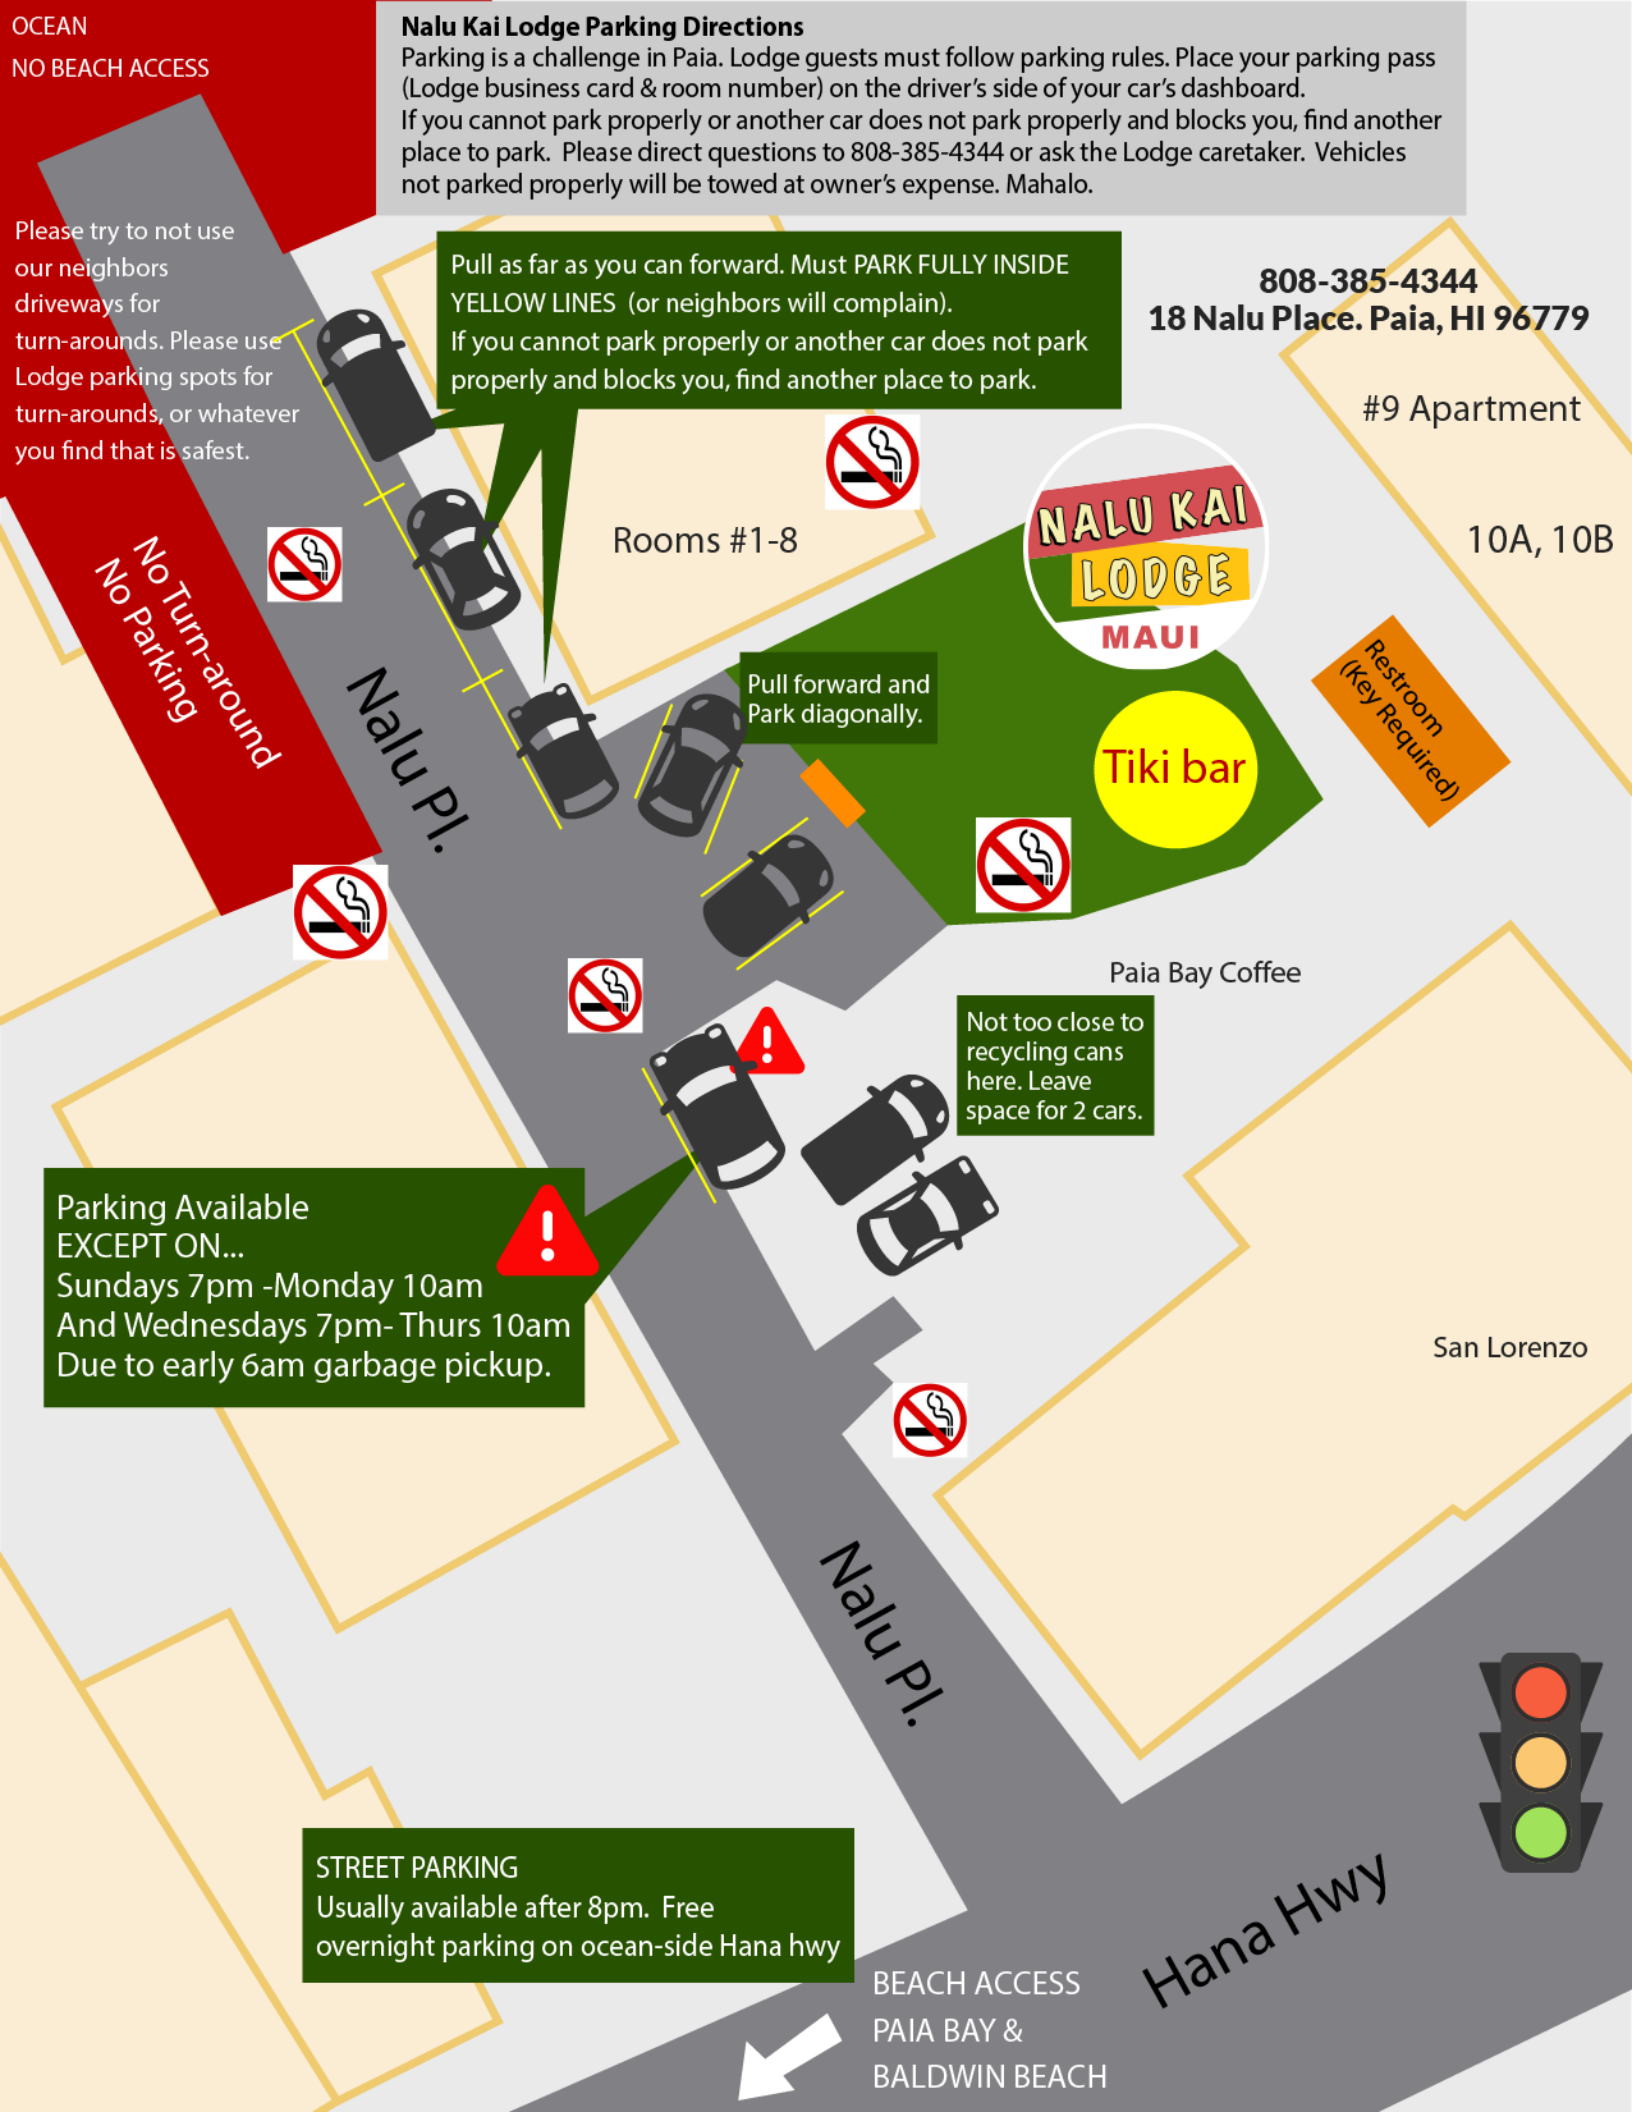 OCEAN
NO BEACH ACCESS
Nalu Kai Lodge Parking Directions
Parking is a challenge in Paia. Lodge guests must follow parking rules. Place your parking pass
(Lodge business card & room number) on the driver's side of your car's dashboard.
If you cannot park properly or another car does not park properly and blocks you, find another
place to park.  Please direct questions to 808-385-4344 or ask the Lodge caretaker.  Vehicles
not parked properly will be towed at owner's expense. Mahalo.
Please try to not use
our neighbors
driveways for
turn-arounds. Please use
Lodge parking spots for
turn-arounds, or whatever
you find that is safest.
Pull as far as you can forward. Must PARK FULLY INSIDE
YELLOW LINES  (or neighbors will complain).
If you cannot park properly or another car does not park
properly and blocks you, find another place to park.
808-385-4344
18 Nalu Place. Paia, HI 96779
#9 Apartment
10A, 10B
Rooms #1-8
NALU KAI
LODGE
MAUI
No Turn-around
No Parking
Nalu Pl.
Pull forward and
Park diagonally.
Tiki bar
Restroom
(Key Required)
Paia Bay Coffee
Not too close to
recycling cans
here. Leave
space for 2 cars.
Parking Available
EXCEPT ON...
Sundays 7pm -Monday 10am
And Wednesdays 7pm- Thurs 10am
Due to early 6am garbage pickup.
San Lorenzo
Nalu Pl.
STREET PARKING
Usually available after 8pm.  Free
overnight parking on ocean-side Hana hwy
Hana Hwy
BEACH ACCESS
PAIA BAY &
BALDWIN BEACH